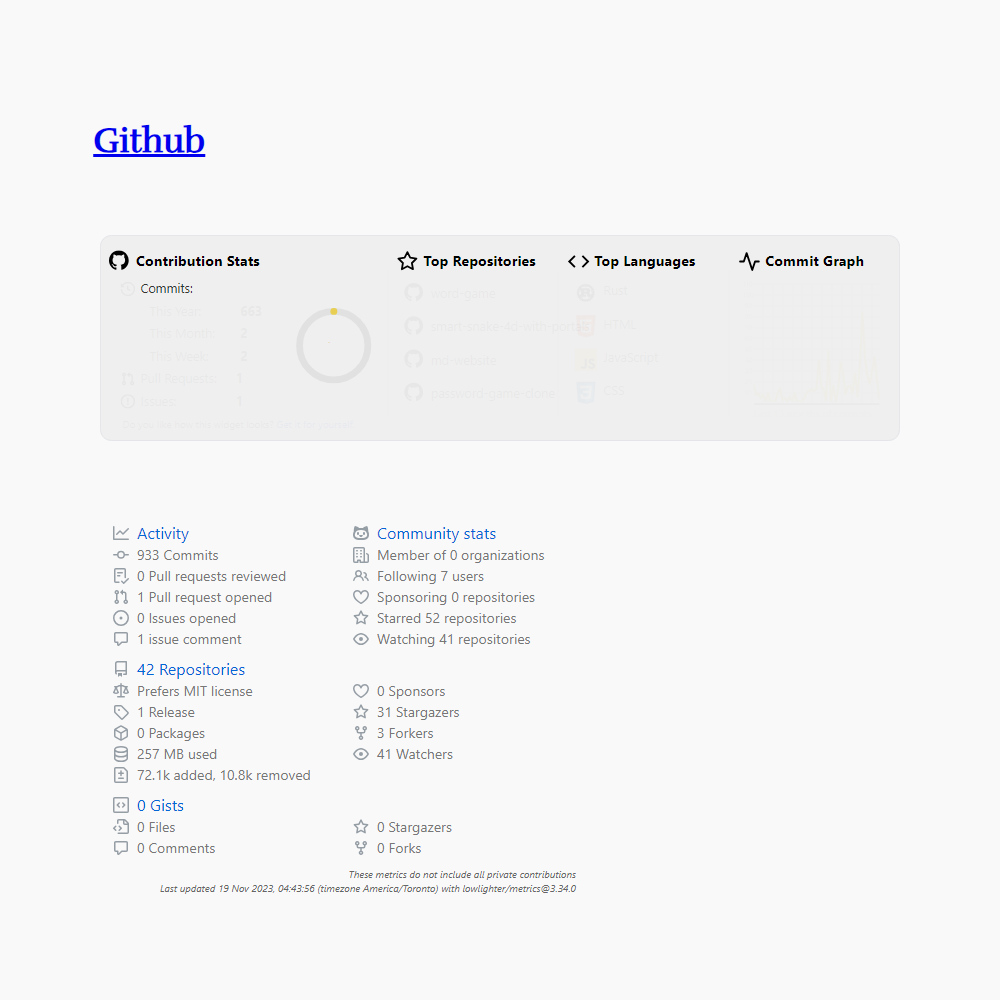 Github
Contribution Stats
Top Repositories
Top Languages
Commit Graph
Commits:
This Year: 663
This Month: 2
This Week: 2
Pull Requests: 1
Issues: 1
word-game
md-website
password-game-clone
Rust
HTML
JavaScript
CSS
Activity
933 Commits
0 Pull requests reviewed
1 Pull request opened
0 Issues opened
1 issue comment
Community stats
Member of 0 organizations
Following 7 users
Sponsoring 0 repositories
Starred 52 repositories
Watching 41 repositories
42 Repositories
Prefers MIT license
1 Release
0 Packages
257 MB used
72.1k added, 10.8k removed
0 Sponsors
31 Stargazers
3 Forkers
41 Watchers
0 Gists
0 Files
0 Comments
0 Stargazers
0 Forks
These metrics do not include all private contributions
Last updated 19 Nov 2023, 04:43:56 (timezone America/Toronto) with lowlighter/metrics@3.34.0